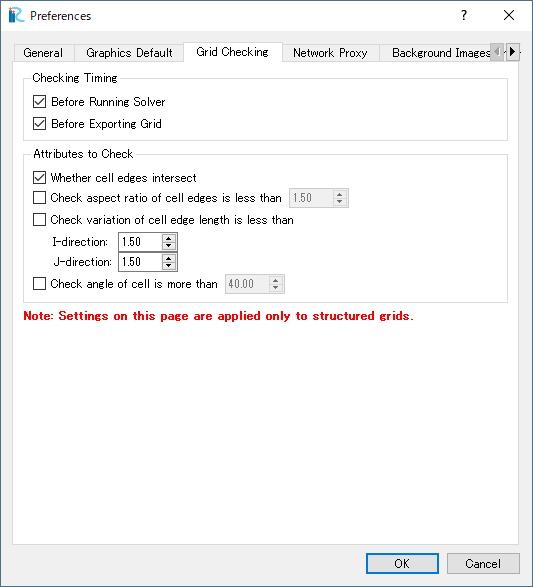 Preferences
General Graphics Default Grid Checking Network Proxy Background Images
Checking Timing
Before Running Solver
Before Exporting Grid
Attributes to Check
Whether cell edges intersect
Check aspect ratio of cell edges is less than 1.50
Check variation of cell edge length is less than
I-direction: 1.50
J-direction: 1.50
Check angle of cell is more than 40.00
Note: Settings on this page are applied only to structured grids.
OK Cancel